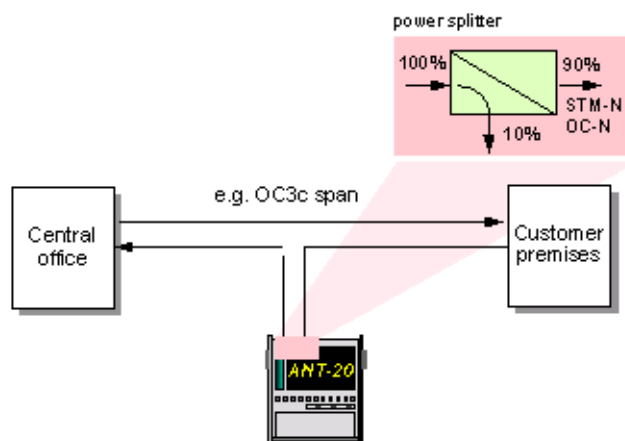 power splitter
100%
90%
STM-N
OC-N
10%
e.g. OC3c span
Central
office
Customer
premises
ANT-20